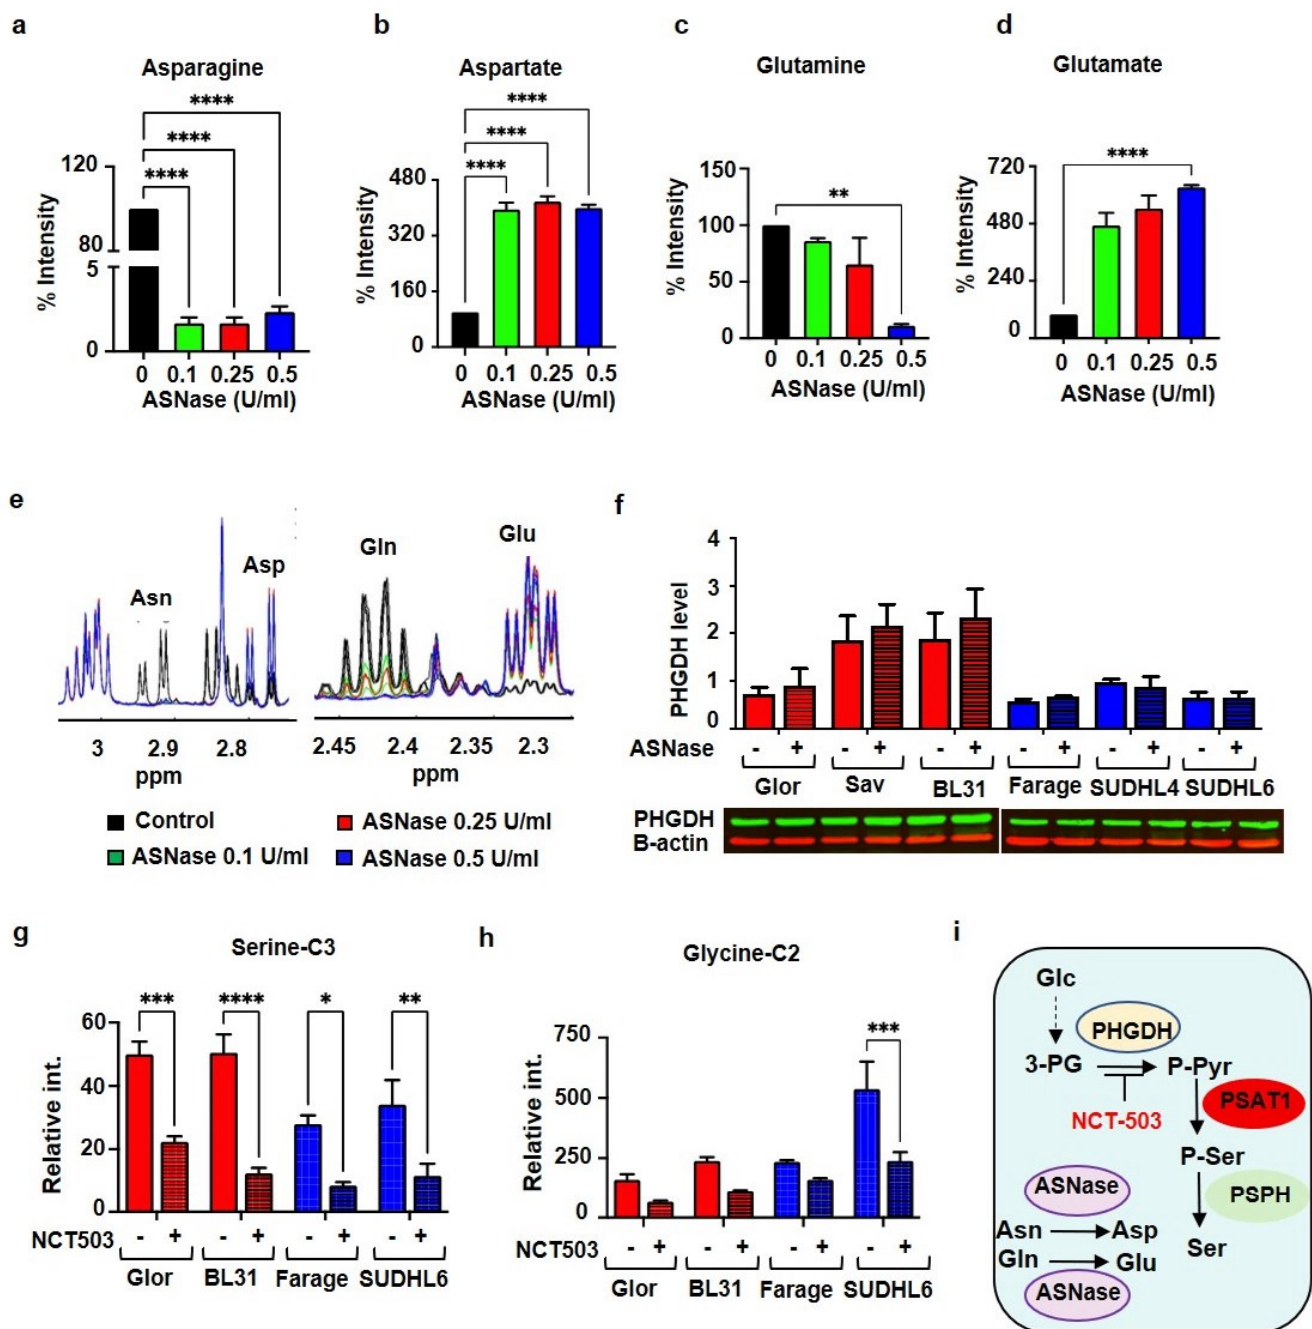 a
Asparagine
****
****
****
120
80
5
0
% Intensity
0 0.1 0.25 0.5
ASNase (U/ml)
b
Aspartate
****
****
****
480
320
160
0
% Intensity
0 0.1 0.25 0.5
ASNase (U/ml)
c
Glutamine
**
150
100
50
0
% Intensity
0 0.1 0.25 0.5
ASNase (U/ml)
d
Glutamate
****
720
480
240
0
% Intensity
0 0.1 0.25 0.5
ASNase (U/ml)
e
Asn
Asp
3 2.9 2.8
ppm
Gln
Glu
2.45 2.4 2.35 2.3
ppm
Control
ASNase 0.25 U/ml
ASNase 0.1 U/ml
ASNase 0.5 U/ml
f
4
3
2
1
0
PHGDH level
ASNase - + - + - + - + - + - +
Glor Sav BL31 Farage SUDHL4 SUDHL6
PHGDH
B-actin
g
Serine-C3
*** **** * **
60
40
20
0
Relative int.
NCT503 - + - + - + - +
Glor BL31 Farage SUDHL6
h
Glycine-C2
***
750
500
250
0
Relative int.
NCT503 - + - + - + - +
Glor BL31 Farage SUDHL6
i
Glc
PHGDH
3-PG P-Pyr
NCT-503
PSAT1
P-Ser
ASNase
PSPH
Asn Asp
Ser
Gln Glu
ASNase